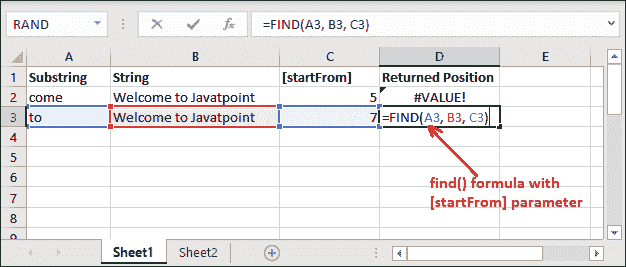 RAND =FIND(A3, B3, C3)
A B C D E
1 Substring String [startFrom] Returned Position
2 come Welcome to Javatpoint 5 #VALUE!
3 to Welcome to Javatpoint 7 =FIND(A3, B3, C3)
4
5
6 find() formula with
7 [startFrom] parameter
8
9
Sheet1 Sheet2